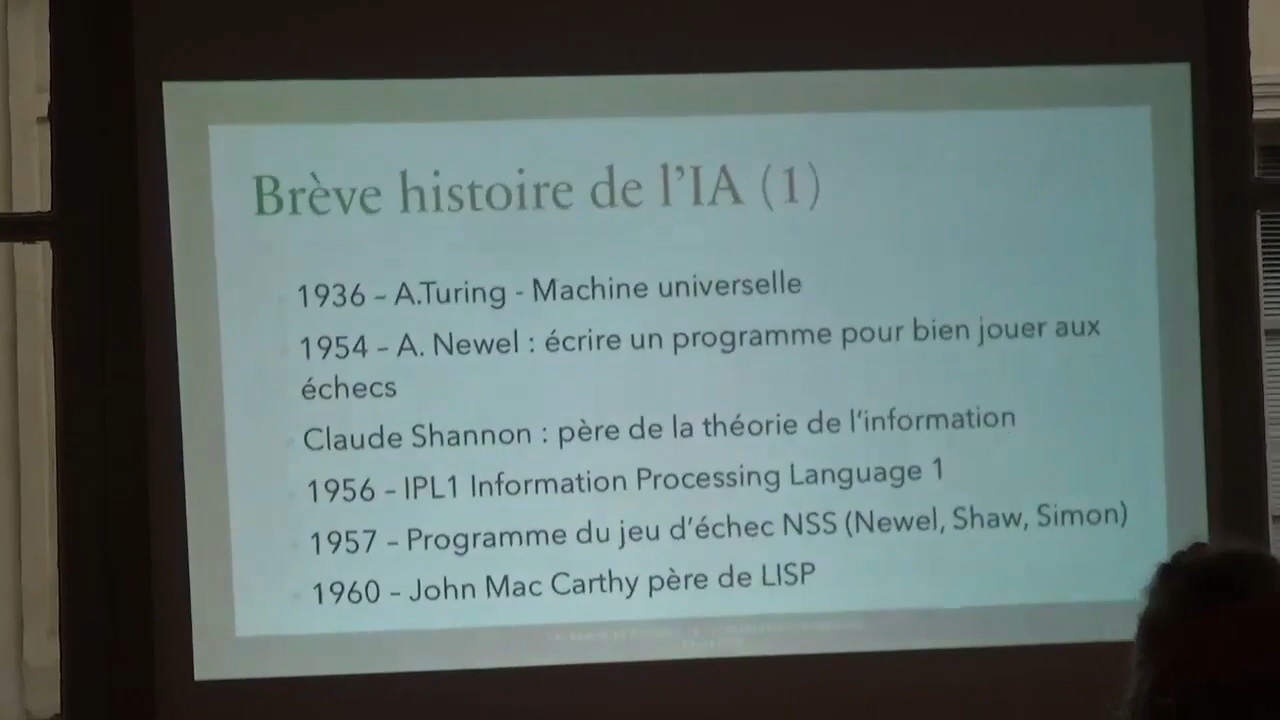 Brève histoire de l'IA (1)
1936 – A.Turing - Machine universelle
1954 – A. Newel : écrire un programme pour bien jouer aux
échecs
Claude Shannon : père de la théorie de l'information
1956 – IPL1 Information Processing Language 1
1957 – Programme du jeu d'échec NSS (Newel, Shaw, Simon)
1960 – John Mac Carthy père de LISP